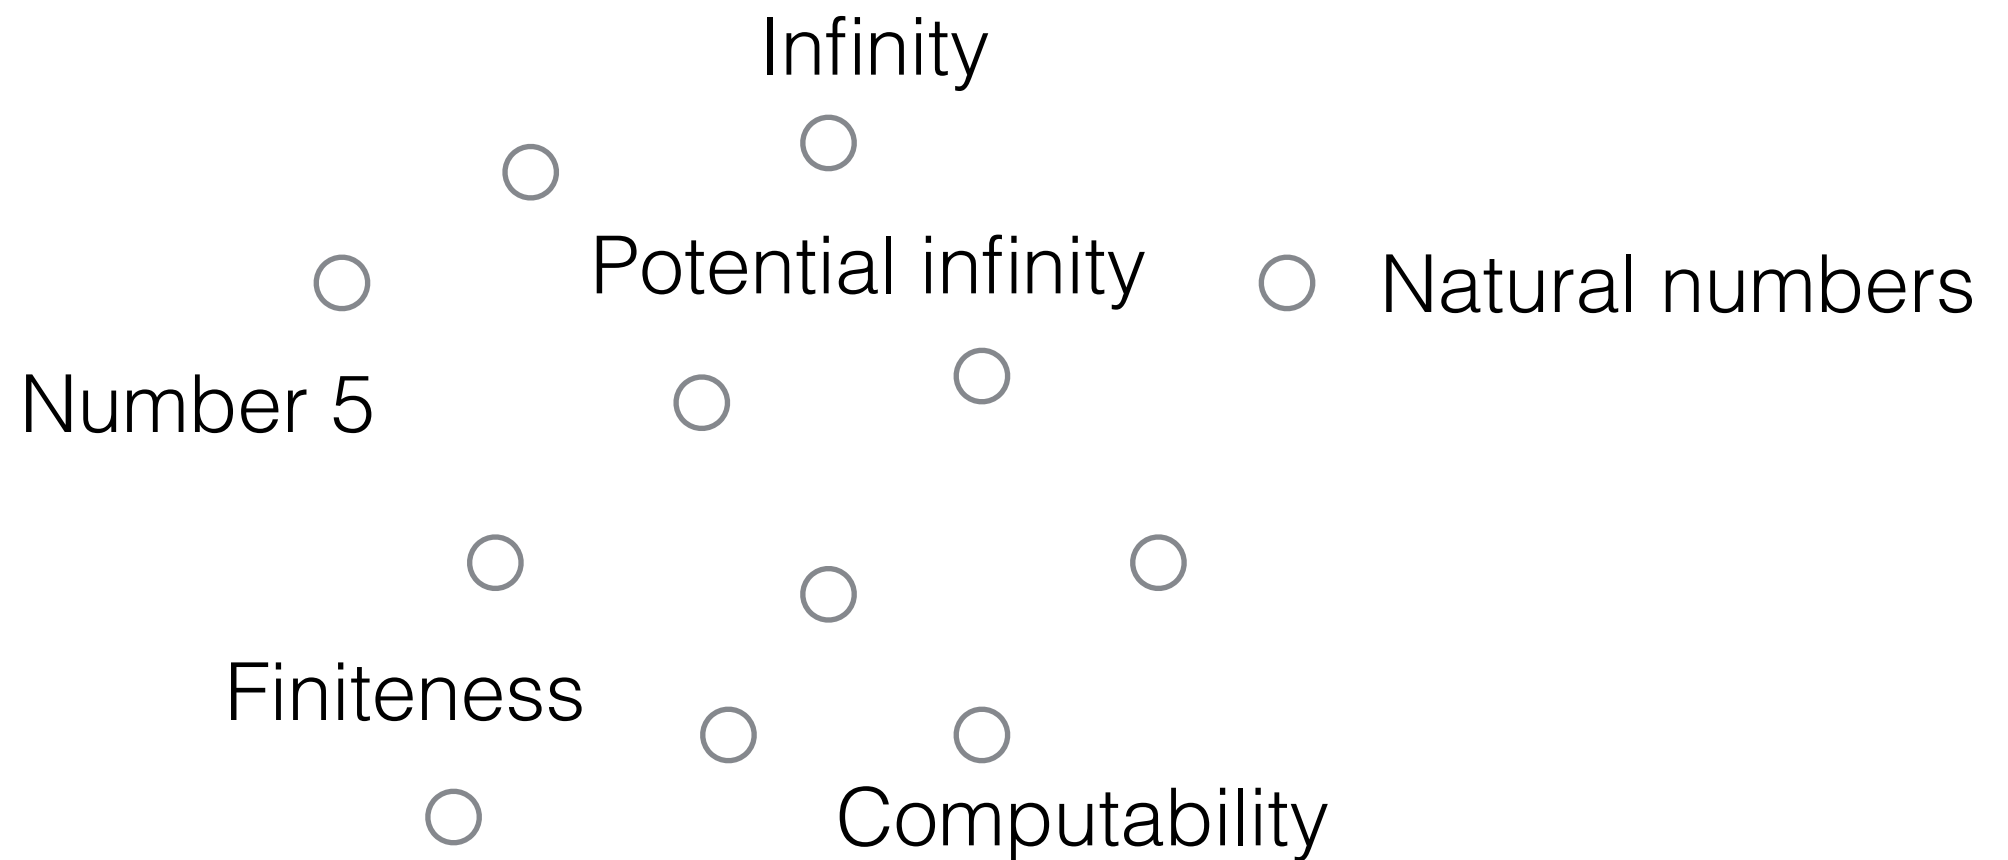 Infinity
Potential infinity
Natural numbers
Number 5
Finiteness
Computability